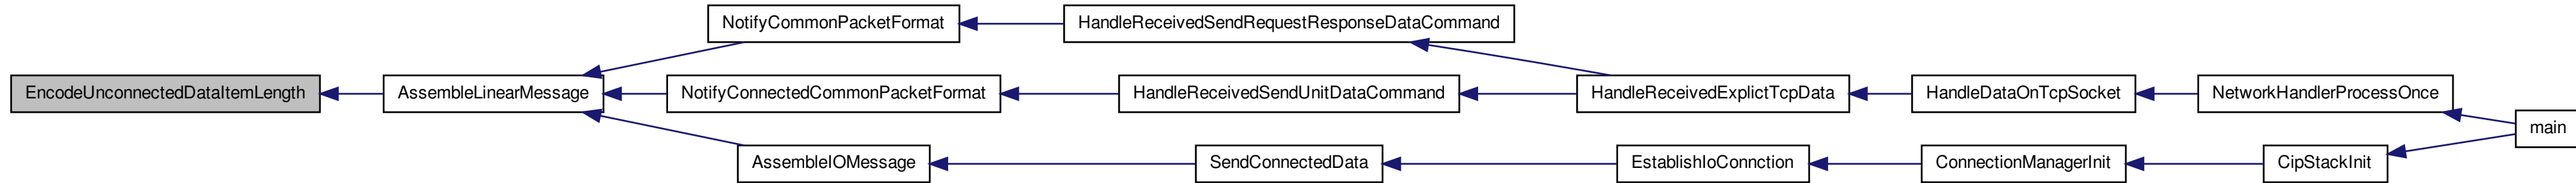 NotifyCommonPacketFormat
HandleReceivedSendRequestResponseDataCommand
EncodeUnconnectedDataItemLength
AssembleLinearMessage
NotifyConnectedCommonPacketFormat
HandleReceivedSendUnitDataCommand
HandleReceivedExplictTcpData
HandleDataOnTcpSocket
NetworkHandlerProcessOnce
main
AssembleIOMessage
SendConnectedData
EstablishIoConnction
ConnectionManagerInit
CipStackInit